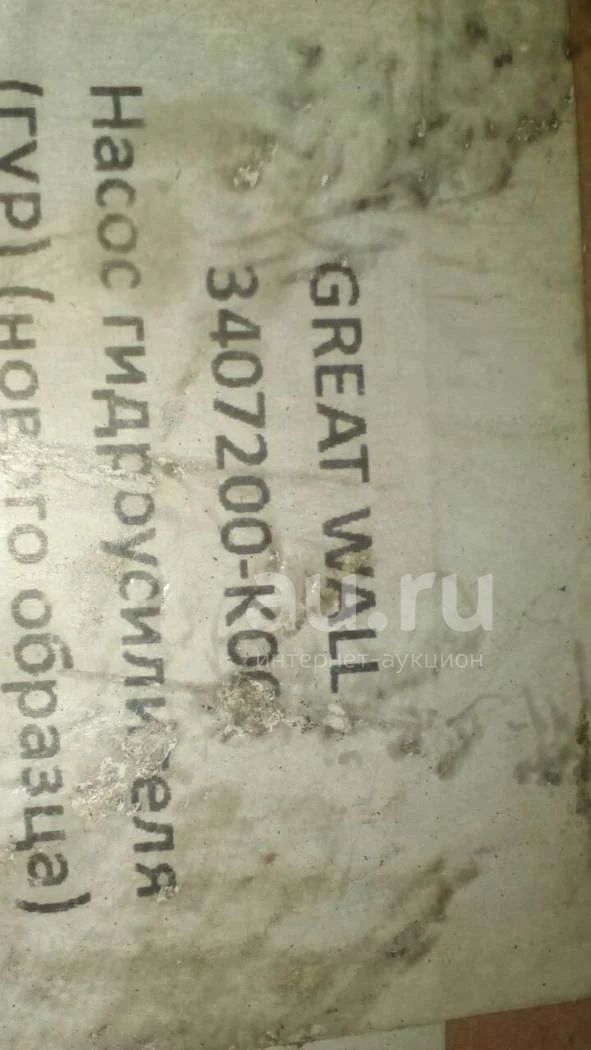 GREAT WALL
3407200-K00
Насос гидроусилителя
(ГУР) (нового образца)
au.ru
интернет-аукцион